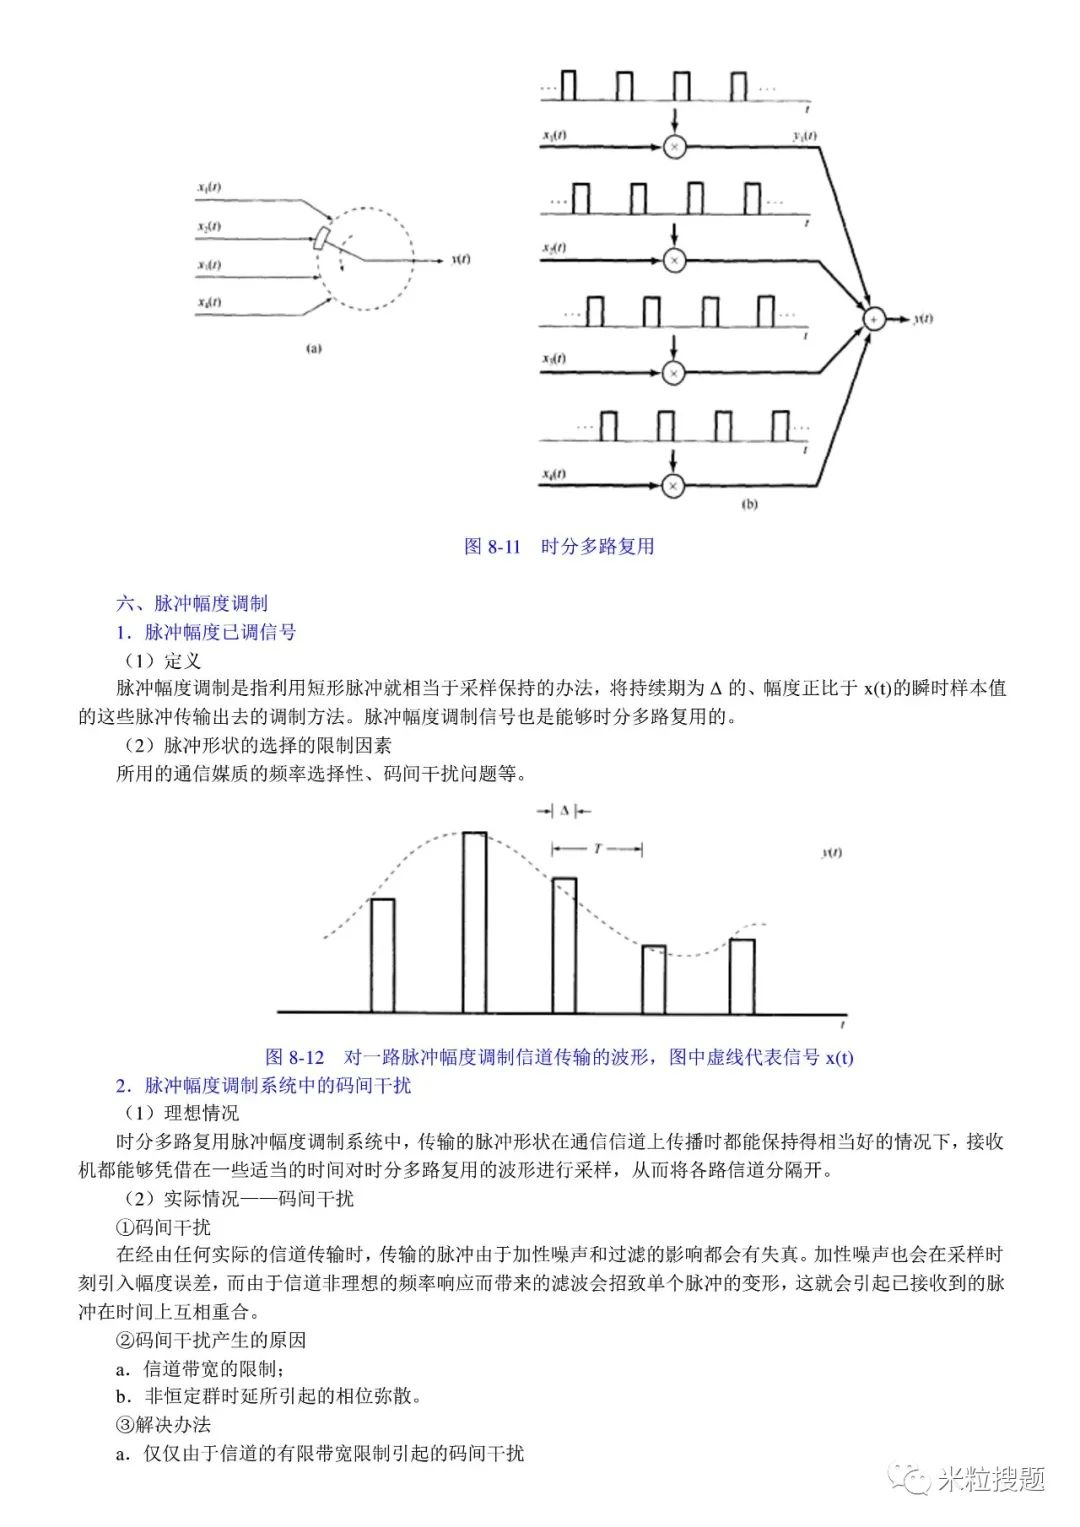 x₁(t)
x₂(t)
x₃(t)
x₄(t)
y(t)
(a)
...
...
t
x₁(t)
×
y₁(t)
...
...
t
x₂(t)
×
...
...
t
x₃(t)
×
+
y(t)
...
...
t
x₄(t)
×
(b)
图 8-11 时分多路复用
六、脉冲幅度调制
1．脉冲幅度已调信号
（1）定义
脉冲幅度调制是指利用短形脉冲就相当于采样保持的办法，将持续期为 Δ 的、幅度正比于 x(t)的瞬时样本值
的这些脉冲传输出去的调制方法。脉冲幅度调制信号也是能够时分多路复用的。
（2）脉冲形状的选择的限制因素
所用的通信媒质的频率选择性、码间干扰问题等。
Δ
T
y(t)
t
图 8-12 对一路脉冲幅度调制信道传输的波形，图中虚线代表信号 x(t)
2．脉冲幅度调制系统中的码间干扰
（1）理想情况
时分多路复用脉冲幅度调制系统中，传输的脉冲形状在通信信道上传播时都能保持得相当好的情况下，接收
机都能够凭借在一些适当的时间对时分多路复用的波形进行采样，从而将各路信道分隔开。
（2）实际情况——码间干扰
①码间干扰
在经由任何实际的信道传输时，传输的脉冲由于加性噪声和过滤的影响都会有失真。加性噪声也会在采样时
刻引入幅度误差，而由于信道非理想的频率响应而带来的滤波会招致单个脉冲的变形，这就会引起已接收到的脉
冲在时间上互相重合。
②码间干扰产生的原因
a．信道带宽的限制；
b．非恒定群时延所引起的相位弥散。
③解决办法
a．仅仅由于信道的有限带宽限制引起的码间干扰
米粒搜题